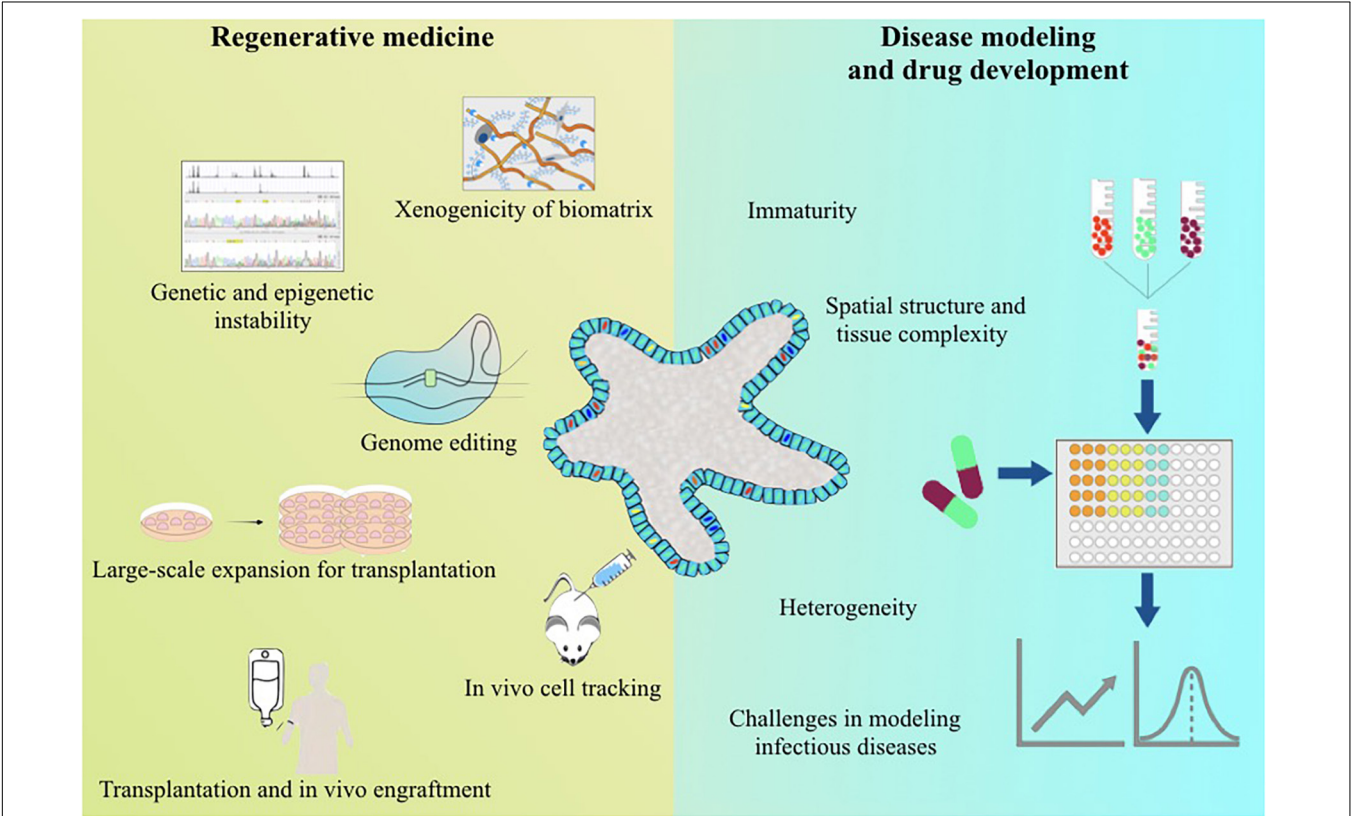 Regenerative medicine
Xenogenicity of biomatrix
Genetic and epigenetic
instability
Genome editing
Large-scale expansion for transplantation
In vivo cell tracking
Transplantation and in vivo engraftment
Disease modeling
and drug development
Immaturity
Spatial structure and
tissue complexity
Heterogeneity
Challenges in modeling
infectious diseases